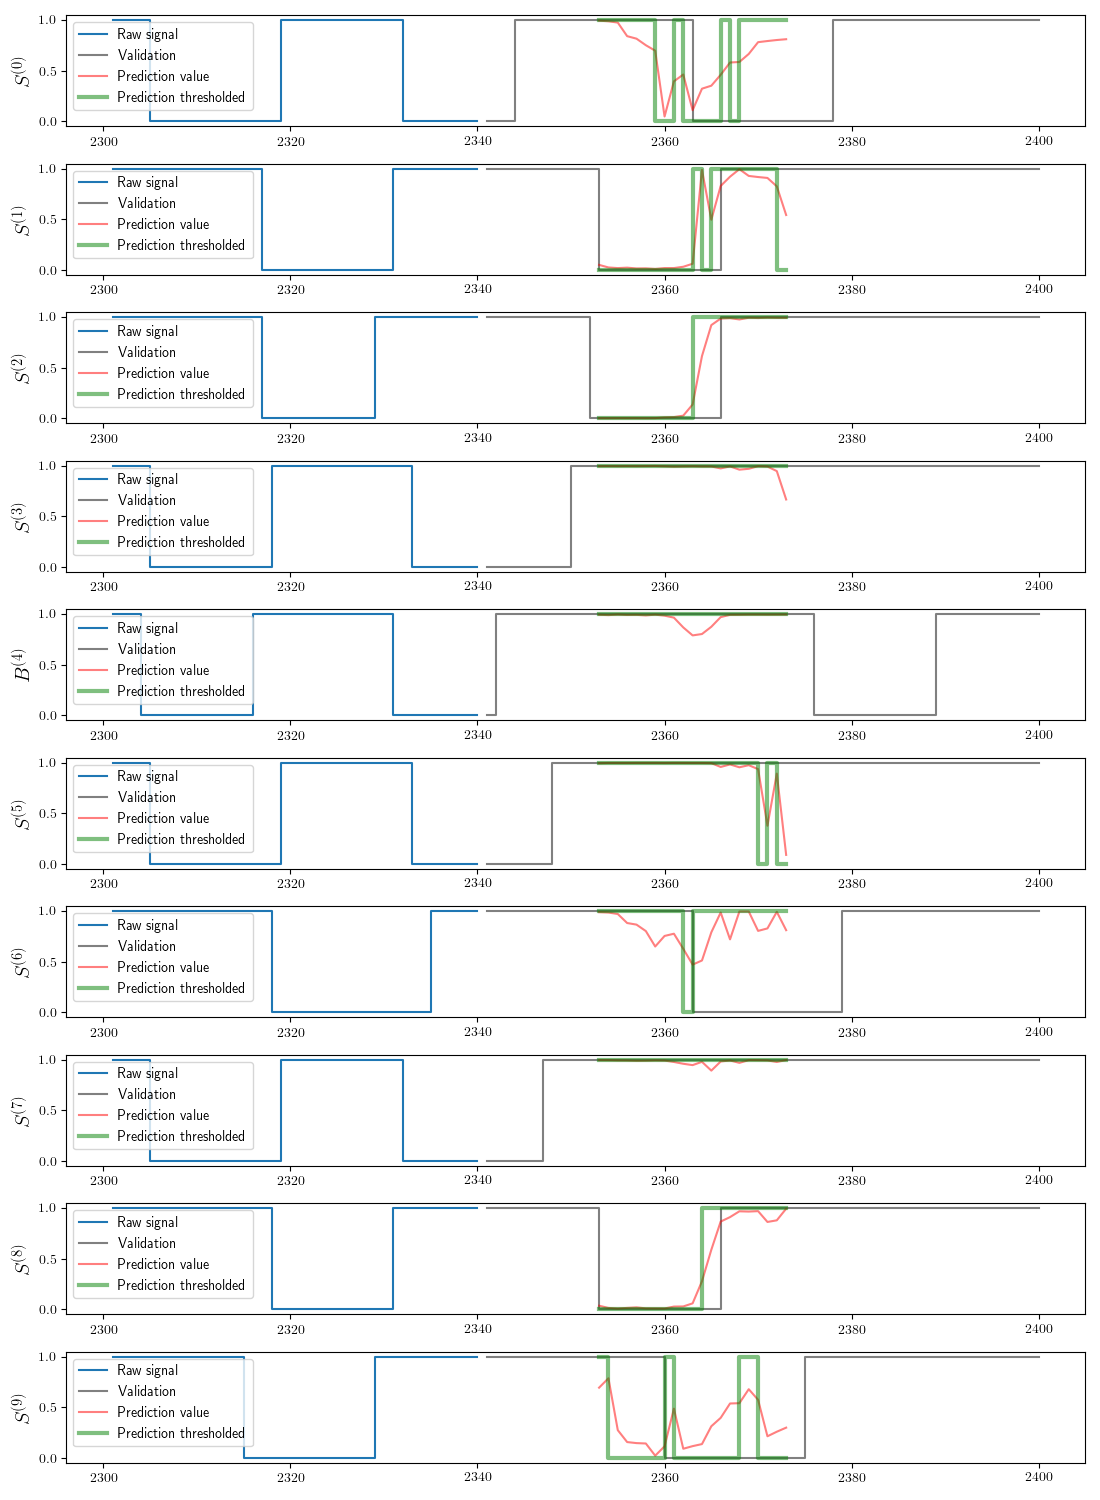 1.0
0.5
0.0
S^(0)
Raw signal
Validation
Prediction value
Prediction thresholded
2300 2320 2340 2360 2380 2400
1.0
0.5
0.0
S^(1)
Raw signal
Validation
Prediction value
Prediction thresholded
2300 2320 2340 2360 2380 2400
1.0
0.5
0.0
S^(2)
Raw signal
Validation
Prediction value
Prediction thresholded
2300 2320 2340 2360 2380 2400
1.0
0.5
0.0
S^(3)
Raw signal
Validation
Prediction value
Prediction thresholded
2300 2320 2340 2360 2380 2400
1.0
0.5
0.0
B^(4)
Raw signal
Validation
Prediction value
Prediction thresholded
2300 2320 2340 2360 2380 2400
1.0
0.5
0.0
S^(5)
Raw signal
Validation
Prediction value
Prediction thresholded
2300 2320 2340 2360 2380 2400
1.0
0.5
0.0
S^(6)
Raw signal
Validation
Prediction value
Prediction thresholded
2300 2320 2340 2360 2380 2400
1.0
0.5
0.0
S^(7)
Raw signal
Validation
Prediction value
Prediction thresholded
2300 2320 2340 2360 2380 2400
1.0
0.5
0.0
S^(8)
Raw signal
Validation
Prediction value
Prediction thresholded
2300 2320 2340 2360 2380 2400
1.0
0.5
0.0
S^(9)
Raw signal
Validation
Prediction value
Prediction thresholded
2300 2320 2340 2360 2380 2400